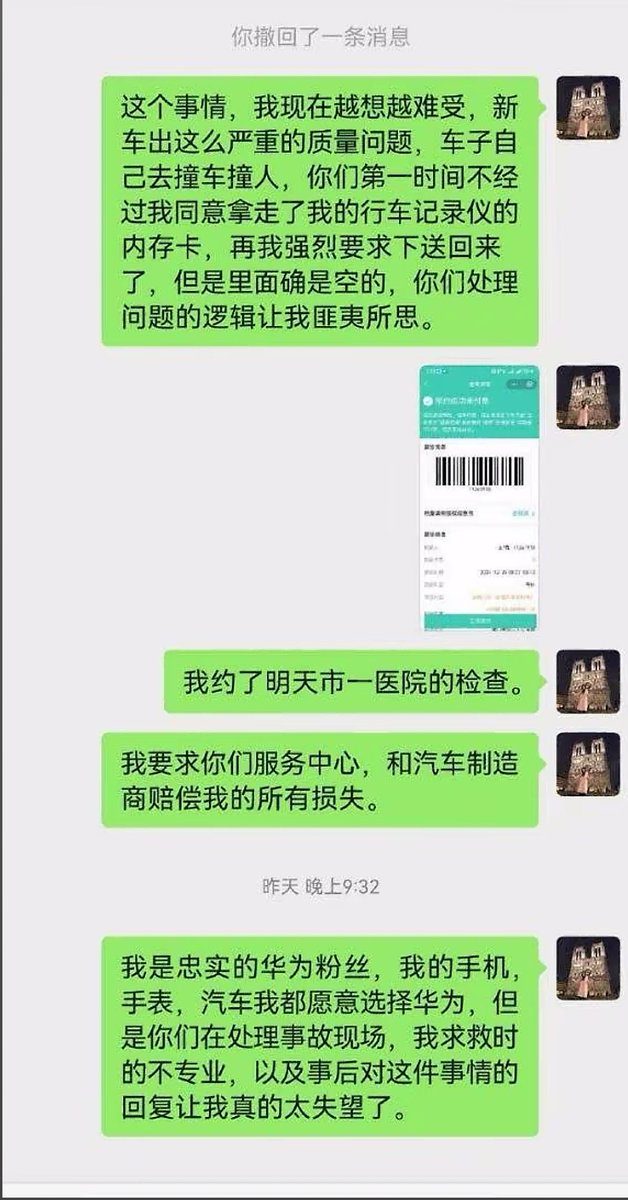 你撤回了一条消息
这个事情，我现在越想越难受，新
车出这么严重的质量问题，车子自
己去撞车撞人，你们第一时间不经
过我同意拿走了我的行车记录仪的
内存卡，再我强烈要求下送回来
了，但是里面确是空的，你们处理
问题的逻辑让我匪夷所思。
我约了明天市一医院的检查。
我要求你们服务中心，和汽车制造
商赔偿我的所有损失。
昨天 晚上9:32
我是忠实的华为粉丝，我的手机，
手表，汽车我都愿意选择华为，但
是你们在处理事故现场，我求救时
的不专业，以及事后对这件事情的
回复让我真的太失望了。